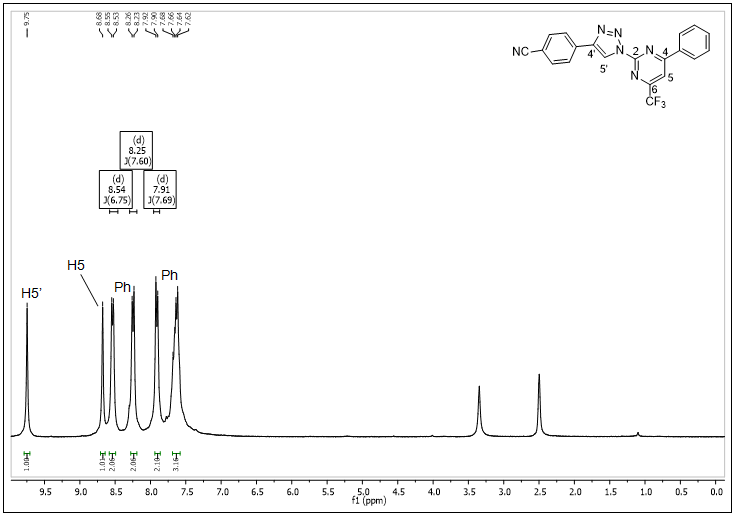 9.75
8.68
8.55
8.53
8.26
8.23
7.92
7.90
7.68
7.66
7.64
7.62
N N
NC 4' N 2 N 4
5' N 5
6
CF3
(d)
8.25
J(7.60)
(d)
8.54
J(6.75)
(d)
7.91
J(7.69)
H5'
H5
Ph
Ph
1.00
1.01
2.06
2.06
2.10
3.16
9.5 9.0 8.5 8.0 7.5 7.0 6.5 6.0 5.5 5.0 4.5 4.0 3.5 3.0 2.5 2.0 1.5 1.0 0.5 0.0
f1 (ppm)